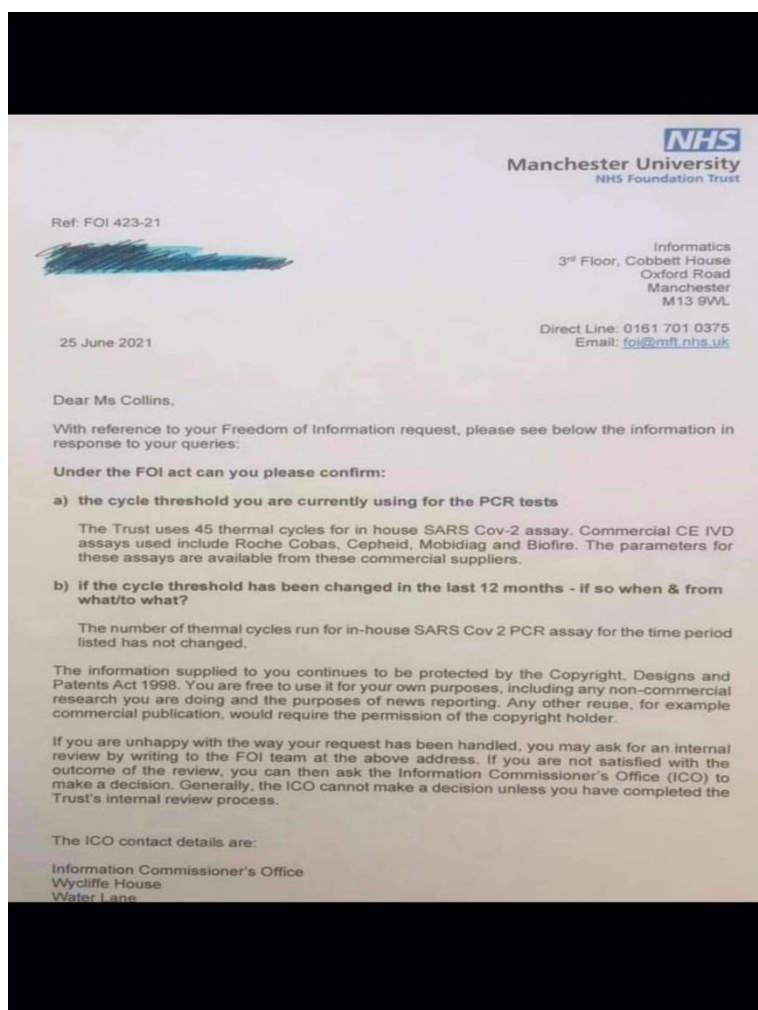 NHS
Manchester University
NHS Foundation Trust
Ref: FOI 423-21
Informatics
3rd Floor, Cobbett House
Oxford Road
Manchester
M13 9WL
Direct Line: 0161 701 0375
Email: foi@mft.nhs.uk
25 June 2021
Dear Ms Collins,
With reference to your Freedom of Information request, please see below the information in
response to your queries:
Under the FOI act can you please confirm:
a) the cycle threshold you are currently using for the PCR tests
The Trust uses 45 thermal cycles for in house SARS Cov-2 assay. Commercial CE IVD
assays used include Roche Cobas, Cepheid, Mobidiag and Biofire. The parameters for
these assays are available from these commercial suppliers.
b) if the cycle threshold has been changed in the last 12 months - if so when & from
what/to what?
The number of thermal cycles run for in-house SARS Cov 2 PCR assay for the time period
listed has not changed.
The information supplied to you continues to be protected by the Copyright, Designs and
Patents Act 1998. You are free to use it for your own purposes, including any non-commercial
research you are doing and the purposes of news reporting. Any other reuse, for example
commercial publication, would require the permission of the copyright holder.
If you are unhappy with the way your request has been handled, you may ask for an internal
review by writing to the FOI team at the above address. If you are not satisfied with the
outcome of the review, you can then ask the Information Commissioner's Office (ICO) to
make a decision. Generally, the ICO cannot make a decision unless you have completed the
Trust's internal review process.
The ICO contact details are:
Information Commissioner's Office
Wycliffe House
Water Lane